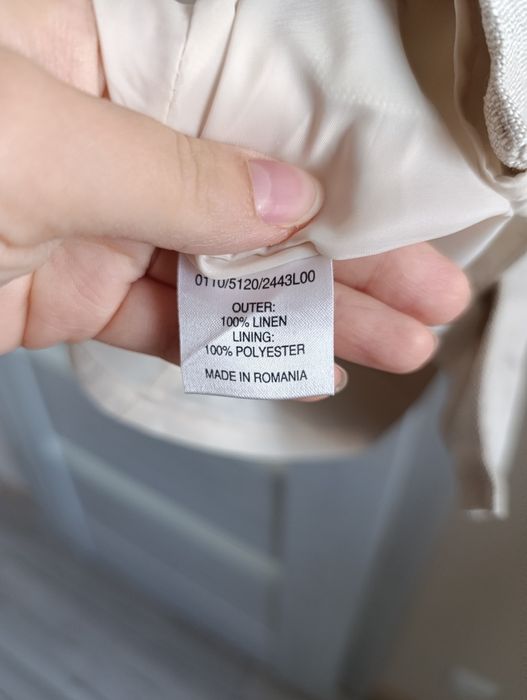 0110/5120/2443L00
OUTER:
100% LINEN
LINING:
100% POLYESTER
MADE IN ROMANIA